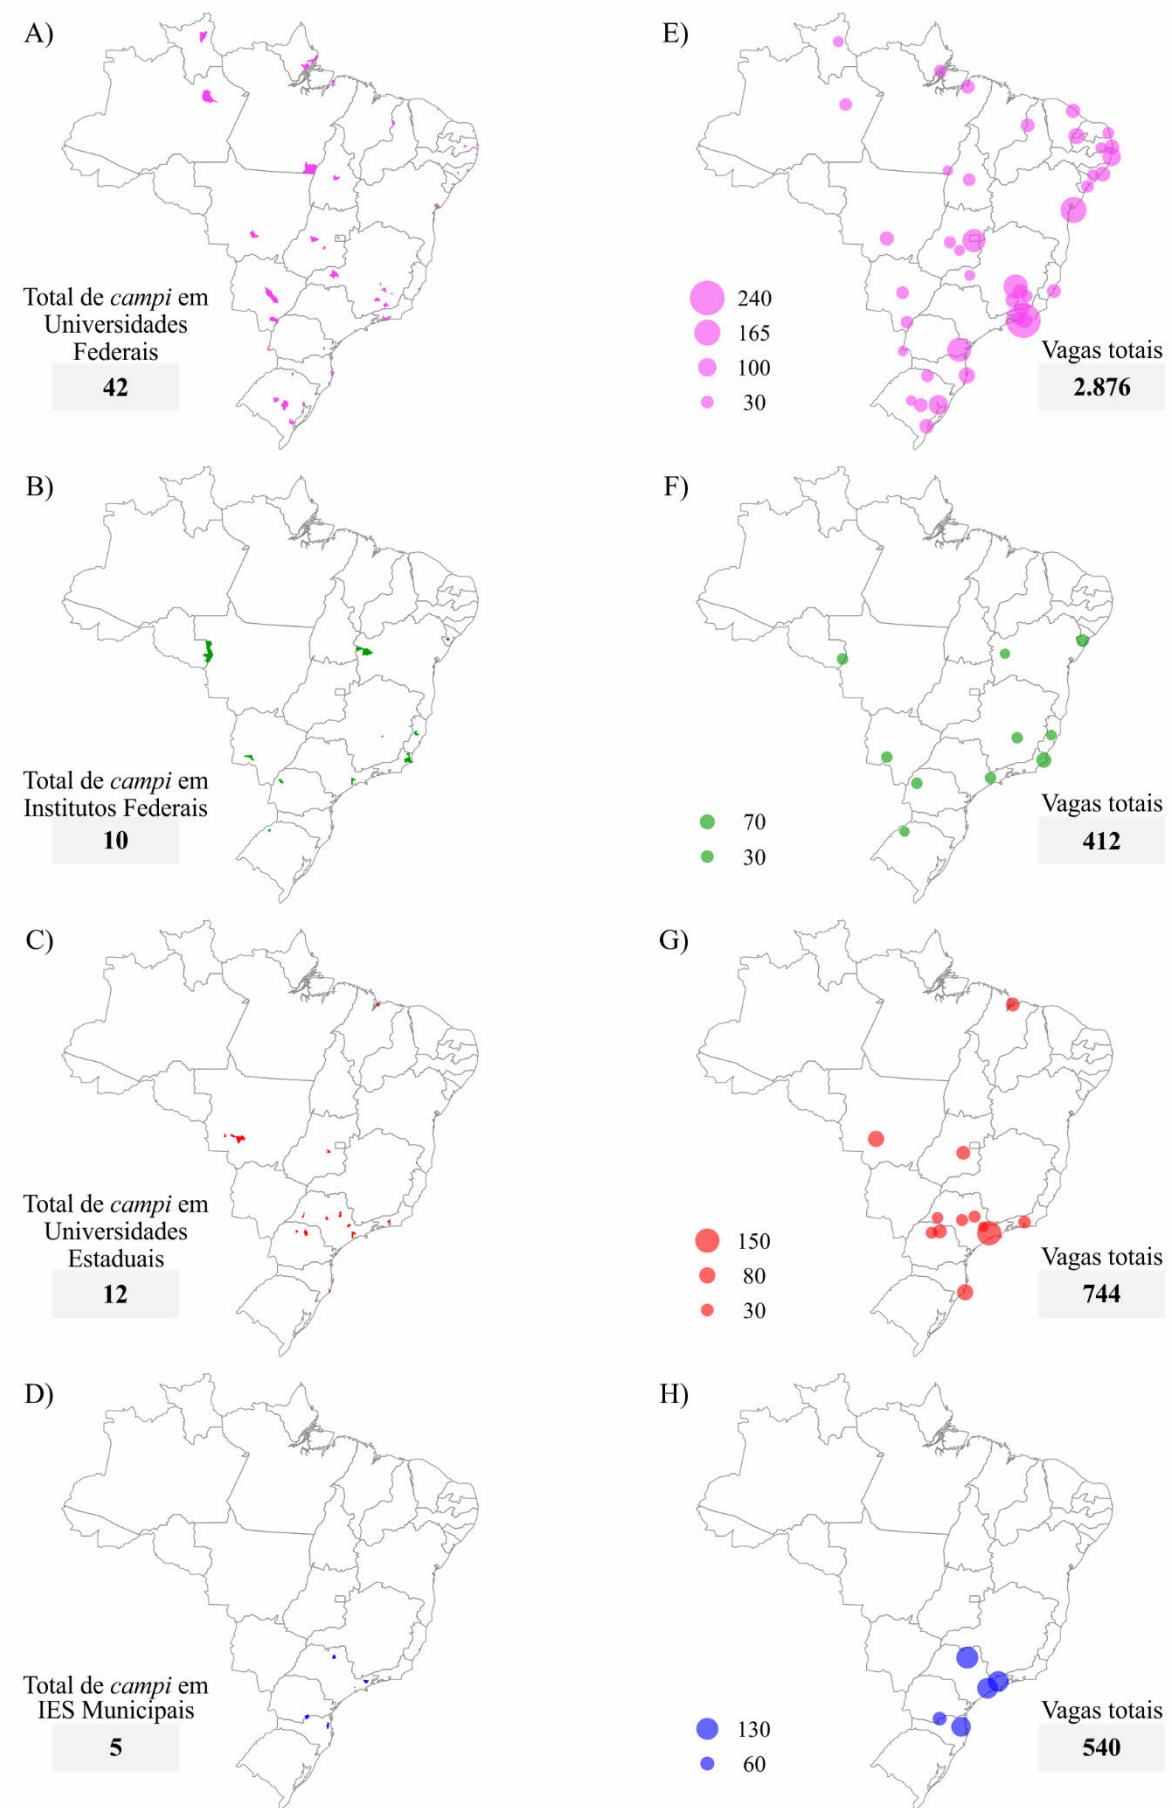 A)
Total de campi em
Universidades
Federais
42
E)
240
165
100
30
Vagas totais
2.876
B)
Total de campi em
Institutos Federais
10
F)
70
30
Vagas totais
412
C)
Total de campi em
Universidades
Estaduais
12
G)
150
80
30
Vagas totais
744
D)
Total de campi em
IES Municipais
5
H)
130
60
Vagas totais
540